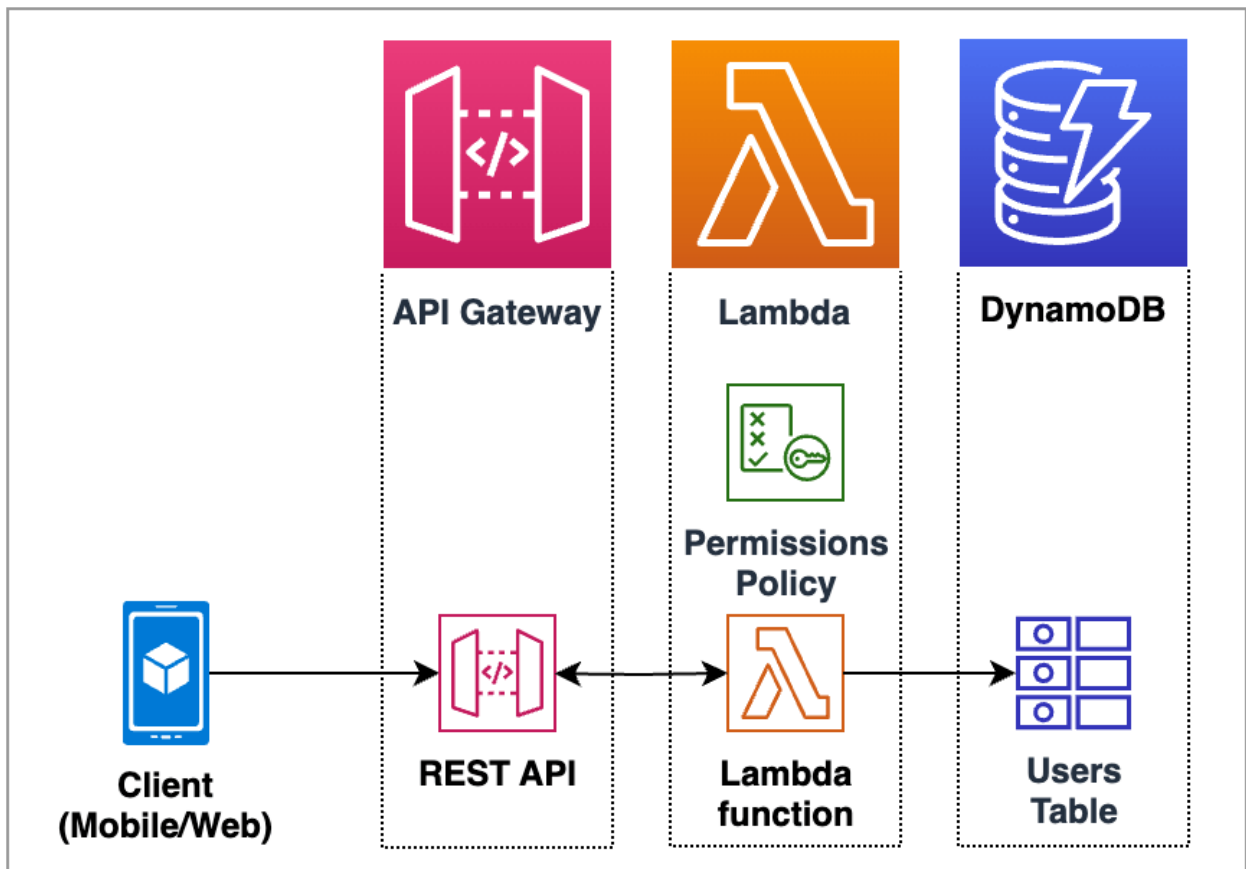 API Gateway
Lambda
DynamoDB
Permissions
Policy
Client
(Mobile/Web)
REST API
Lambda
function
Users
Table